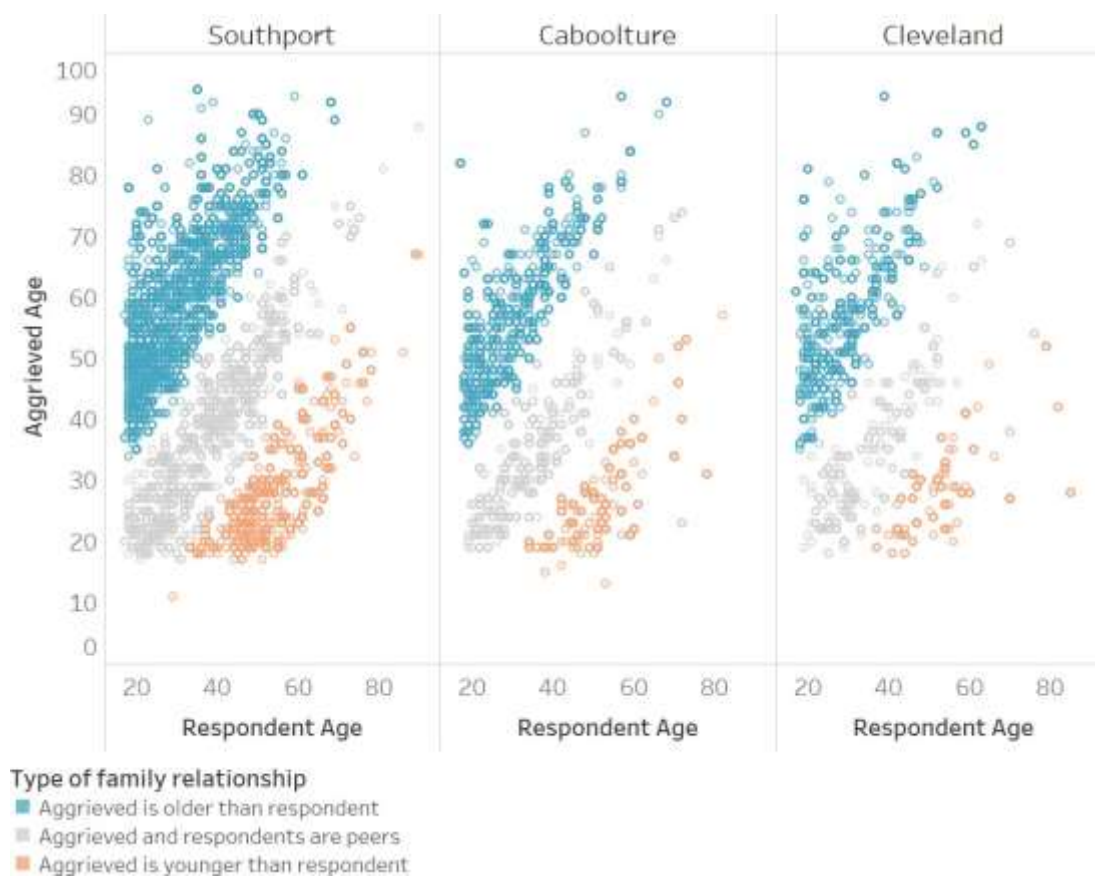 Southport Caboolture Cleveland
100
90
80
70
60
50
40
30
20
10
0
Aggrieved Age
20 40 60 80 20 40 60 80 20 40 60 80
Respondent Age Respondent Age Respondent Age
Type of family relationship
Aggrieved is older than respondent
Aggrieved and respondents are peers
Aggrieved is younger than respondent